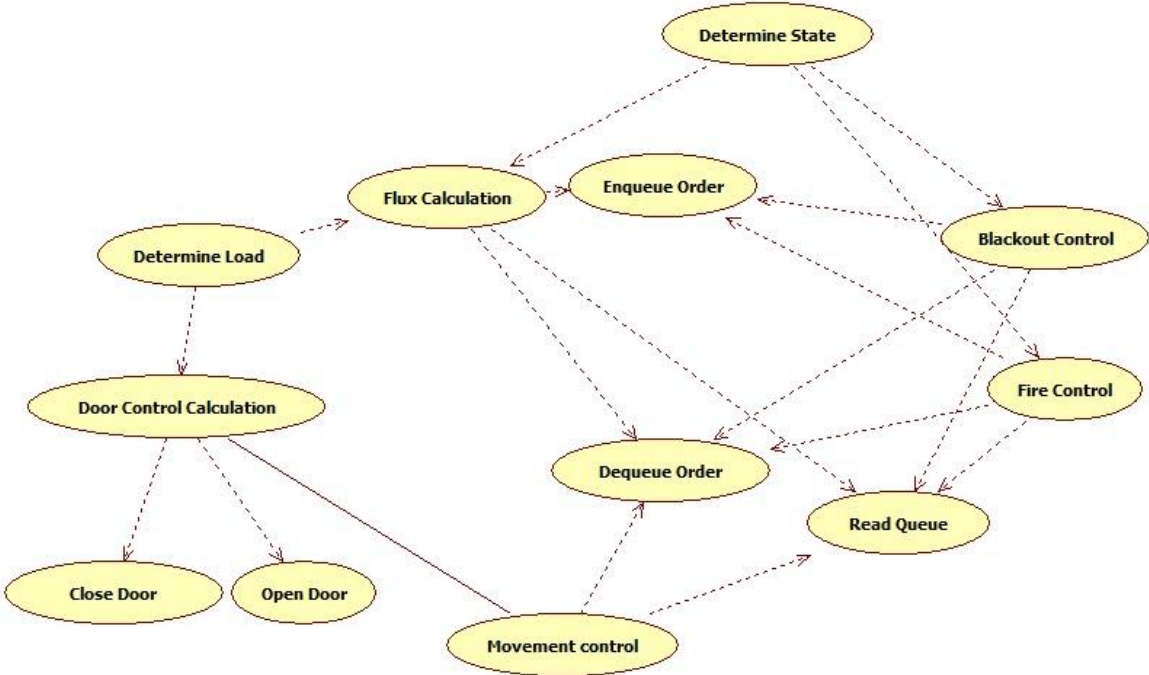 Determine State
Flux Calculation
Enqueue Order
Blackout Control
Determine Load
Fire Control
Door Control Calculation
Dequeue Order
Read Queue
Close Door
Open Door
Movement control